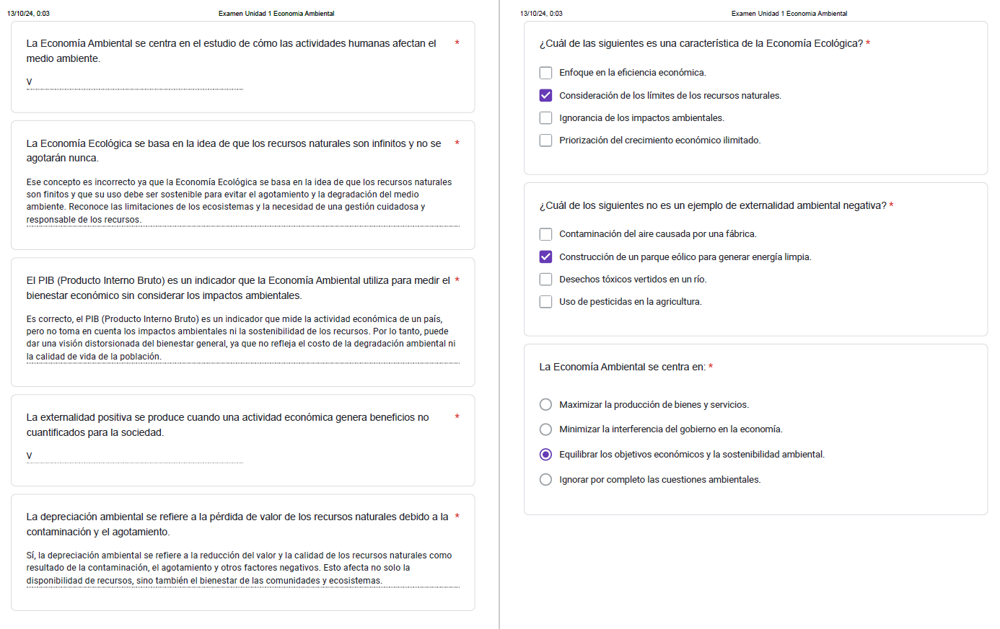 13/10/24, 0:03
Examen Unidad 1 Economia Ambiental
La Economía Ambiental se centra en el estudio de cómo las actividades humanas afectan el *
medio ambiente.
V
La Economía Ecológica se basa en la idea de que los recursos naturales son infinitos y no se *
agotarán nunca.
Ese concepto es incorrecto ya que la Economía Ecológica se basa en la idea de que los recursos naturales
son finitos y que su uso debe ser sostenible para evitar el agotamiento y la degradación del medio
ambiente. Reconoce las limitaciones de los ecosistemas y la necesidad de una gestión cuidadosa y
responsable de los recursos.
El PIB (Producto Interno Bruto) es un indicador que la Economía Ambiental utiliza para medir el *
bienestar económico sin considerar los impactos ambientales.
Es correcto, el PIB (Producto Interno Bruto) es un indicador que mide la actividad económica de un país,
pero no toma en cuenta los impactos ambientales ni la sostenibilidad de los recursos. Por lo tanto, puede
dar una visión distorsionada del bienestar general, ya que no refleja el costo de la degradación ambiental ni
la calidad de vida de la población.
La externalidad positiva se produce cuando una actividad económica genera beneficios no *
cuantificados para la sociedad.
V
La depreciación ambiental se refiere a la pérdida de valor de los recursos naturales debido a la *
contaminación y el agotamiento.
Sí, la depreciación ambiental se refiere a la reducción del valor y la calidad de los recursos naturales como
resultado de la contaminación, el agotamiento y otros factores negativos. Esto afecta no solo la
disponibilidad de recursos, sino también el bienestar de las comunidades y ecosistemas.
13/10/24, 0:03
Examen Unidad 1 Economia Ambiental
¿Cuál de las siguientes es una característica de la Economía Ecológica? *
Enfoque en la eficiencia económica.
Consideración de los límites de los recursos naturales.
Ignorancia de los impactos ambientales.
Priorización del crecimiento económico ilimitado.
¿Cuál de los siguientes no es un ejemplo de externalidad ambiental negativa? *
Contaminación del aire causada por una fábrica.
Construcción de un parque eólico para generar energía limpia.
Desechos tóxicos vertidos en un río.
Uso de pesticidas en la agricultura.
La Economía Ambiental se centra en: *
Maximizar la producción de bienes y servicios.
Minimizar la interferencia del gobierno en la economía.
Equilibrar los objetivos económicos y la sostenibilidad ambiental.
Ignorar por completo las cuestiones ambientales.